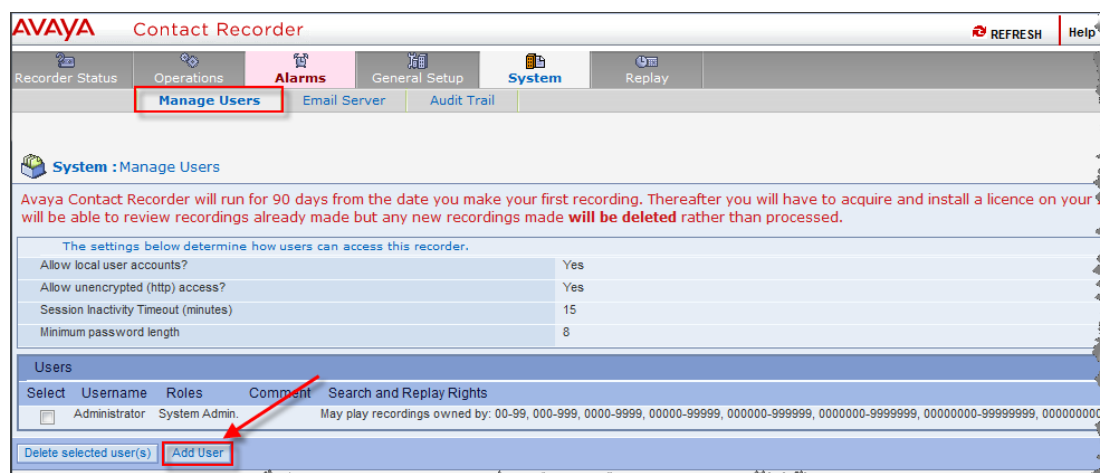 AVAYA Contact Recorder REFRESH Help
Recorder Status Operations Alarms General Setup System Replay
Manage Users Email Server Audit Trail
System : Manage Users
Avaya Contact Recorder will run for 90 days from the date you make your first recording. Thereafter you will have to acquire and install a licence on your
will be able to review recordings already made but any new recordings made will be deleted rather than processed.
The settings below determine how users can access this recorder.
Allow local user accounts? Yes
Allow unencrypted (http) access? Yes
Session Inactivity Timeout (minutes) 15
Minimum password length 8
Users
Select Username Roles Comment Search and Replay Rights
Administrator System Admin. May play recordings owned by: 00-99, 000-999, 0000-9999, 00000-99999, 000000-999999, 0000000-9999999, 00000000-99999999, 000000000
Delete selected user(s) Add User